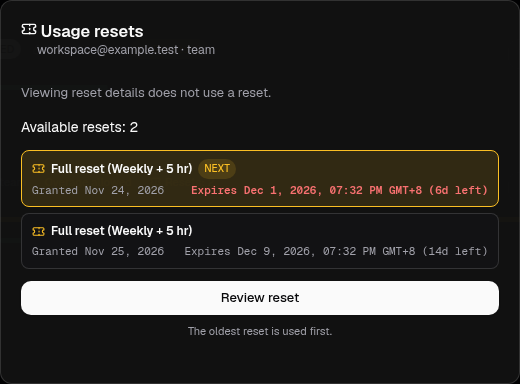 Usage resets
workspace@example.test · team
Viewing reset details does not use a reset.
Available resets: 2
Full reset (Weekly + 5 hr) NEXT
Granted Nov 24, 2026 Expires Dec 1, 2026, 07:32 PM GMT+8 (6d left)
Full reset (Weekly + 5 hr)
Granted Nov 25, 2026 Expires Dec 9, 2026, 07:32 PM GMT+8 (14d left)
Review reset
The oldest reset is used first.